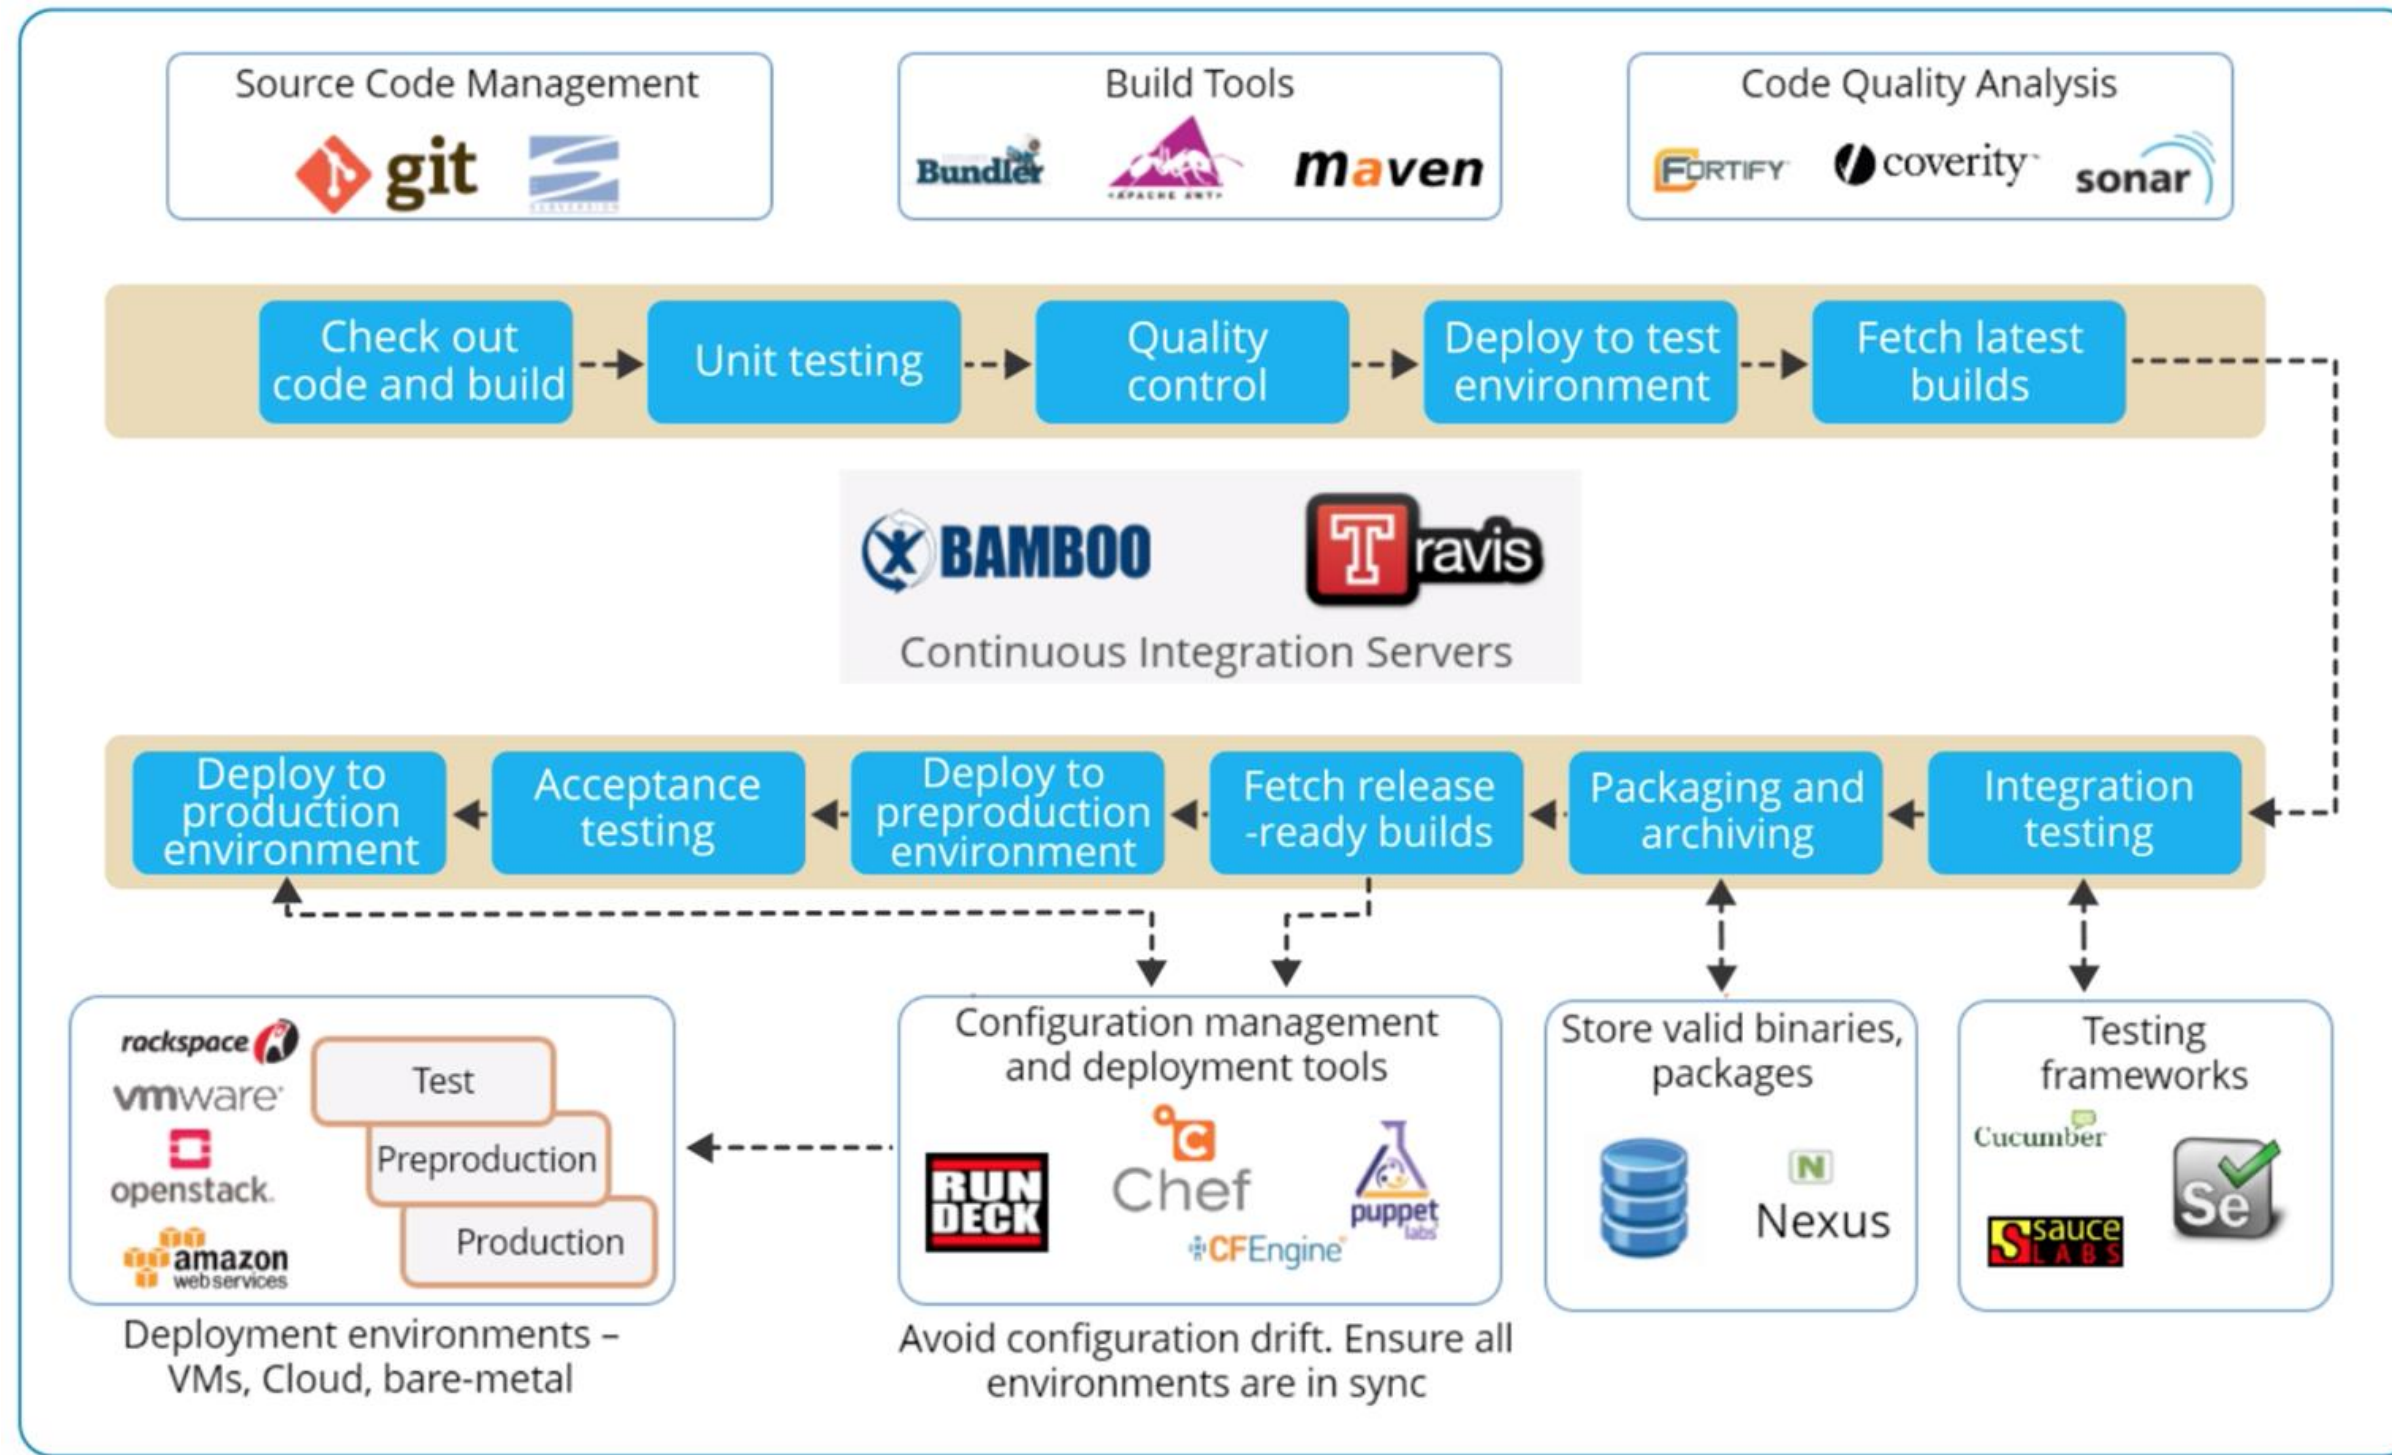 Source Code Management
git
Build Tools
Bundler
APACHE ANT
maven
Code Quality Analysis
FORTIFY
coverity
sonar
Check out
code and build
Unit testing
Quality
control
Deploy to test
environment
Fetch latest
builds
BAMBOO
Travis
Continuous Integration Servers
Deploy to
production
environment
Acceptance
testing
Deploy to
preproduction
environment
Fetch release
-ready builds
Packaging and
archiving
Integration
testing
rackspace
vmware
openstack.
amazon
webservices
Test
Preproduction
Production
Deployment environments –
VMs, Cloud, bare-metal
Configuration management
and deployment tools
RUN
DECK
Chef
CFEngine
puppet
labs
Avoid configuration drift. Ensure all
environments are in sync
Store valid binaries,
packages
N
Nexus
Testing
frameworks
Cucumber
sauce
LABS
Se